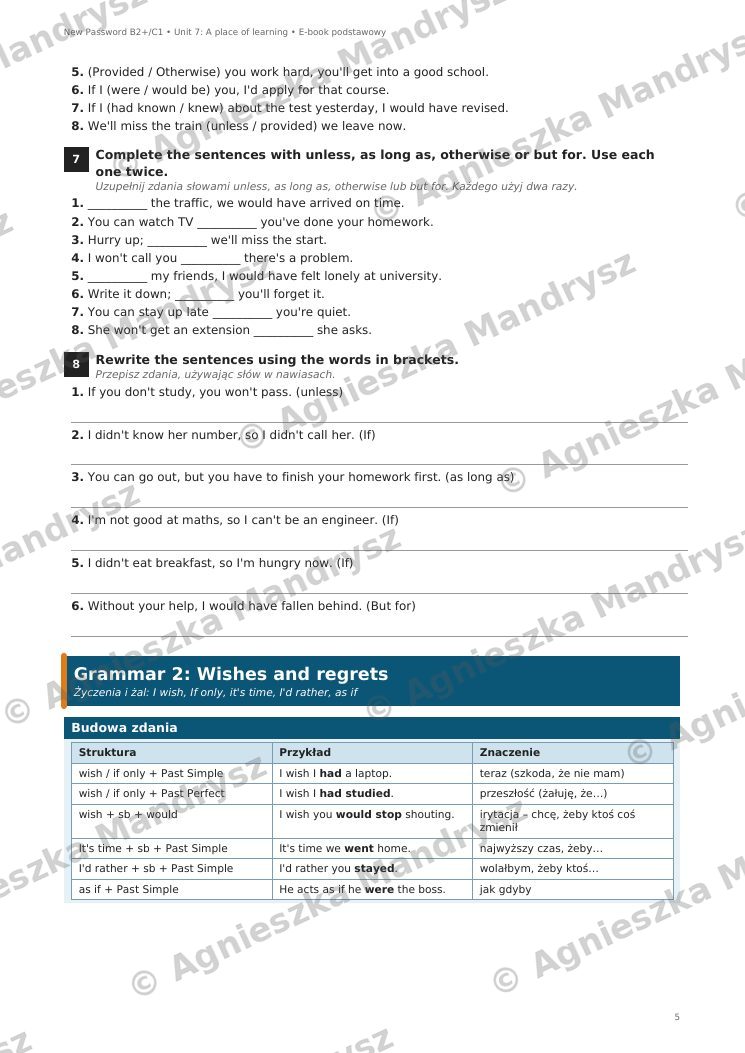 New Password B2+/C1 • Unit 7: A place of learning • E-book podstawowy
5. (Provided / Otherwise) you work hard, you'll get into a good school.
6. If I (were / would be) you, I'd apply for that course.
7. If I (had known / knew) about the test yesterday, I would have revised.
8. We'll miss the train (unless / provided) we leave now.
7 Complete the sentences with unless, as long as, otherwise or but for. Use each
one twice.
Uzupełnij zdania słowami unless, as long as, otherwise lub but for. Każdego użyj dwa razy.
1. __________ the traffic, we would have arrived on time.
2. You can watch TV __________ you've done your homework.
3. Hurry up; __________ we'll miss the start.
4. I won't call you __________ there's a problem.
5. __________ my friends, I would have felt lonely at university.
6. Write it down; __________ you'll forget it.
7. You can stay up late __________ you're quiet.
8. She won't get an extension __________ she asks.
8 Rewrite the sentences using the words in brackets.
Przepisz zdania, używając słów w nawiasach.
1. If you don't study, you won't pass. (unless)
2. I didn't know her number, so I didn't call her. (If)
3. You can go out, but you have to finish your homework first. (as long as)
4. I'm not good at maths, so I can't be an engineer. (If)
5. I didn't eat breakfast, so I'm hungry now. (If)
6. Without your help, I would have fallen behind. (But for)
Grammar 2: Wishes and regrets
Życzenia i żal: I wish, If only, it's time, I'd rather, as if
Budowa zdania
Struktura Przykład Znaczenie
wish / if only + Past Simple I wish I had a laptop. teraz (szkoda, że nie mam)
wish / if only + Past Perfect I wish I had studied. przeszłość (żałuję, że…)
wish + sb + would I wish you would stop shouting. irytacja – chcę, żeby ktoś coś
zmienił
It's time + sb + Past Simple It's time we went home. najwyższy czas, żeby…
I'd rather + sb + Past Simple I'd rather you stayed. wolałbym, żeby ktoś…
as if + Past Simple He acts as if he were the boss. jak gdyby
5
© Agnieszka Mandrysz